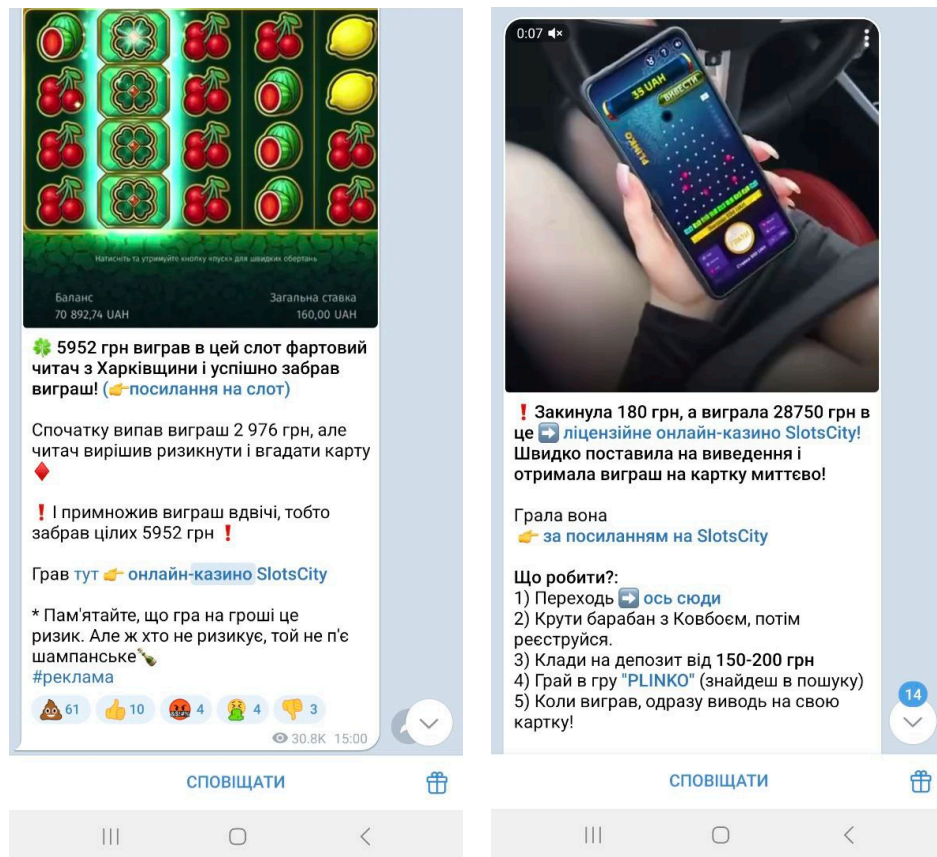 Натисніть та утримуйте кнопку «пуск» для швидких обертань
Баланс
70 892,74 UAH
Загальна ставка
160,00 UAH
🍀 5952 грн виграв в цей слот фартовий
читач з Харківщини і успішно забрав
виграш! (👉посилання на слот)
Спочатку випав виграш 2 976 грн, але
читач вирішив ризикнути і вгадати карту
♦️
❗ І примножив виграш вдвічі, тобто
забрав цілих 5952 грн ❗
Грав тут 👉 онлайн-казино SlotsCity
* Пам'ятайте, що гра на гроші це
ризик. Але ж хто не ризикує, той не п'є
шампанське🍾
#реклама
💩 61 👍 10 🤬 4 🤮 4 👎 3
30.8K 15:00
СПОВІЩАТИ
0:07
35 UAH
ВИВЕСТИ
PLINKO
❗ Закинула 180 грн, а виграла 28750 грн в
це ➡️ ліцензійне онлайн-казино SlotsCity!
Швидко поставила на виведення і
отримала виграш на картку миттєво!
Грала вона
👉 за посиланням на SlotsCity
Що робити?:
1) Переходь ➡️ ось сюди
2) Крути барабан з Ковбоєм, потім
реєструйся.
3) Клади на депозит від 150-200 грн
4) Грай в гру "PLINKO" (знайдеш в пошуку)
5) Коли виграв, одразу виводь на свою
картку!
14
СПОВІЩАТИ